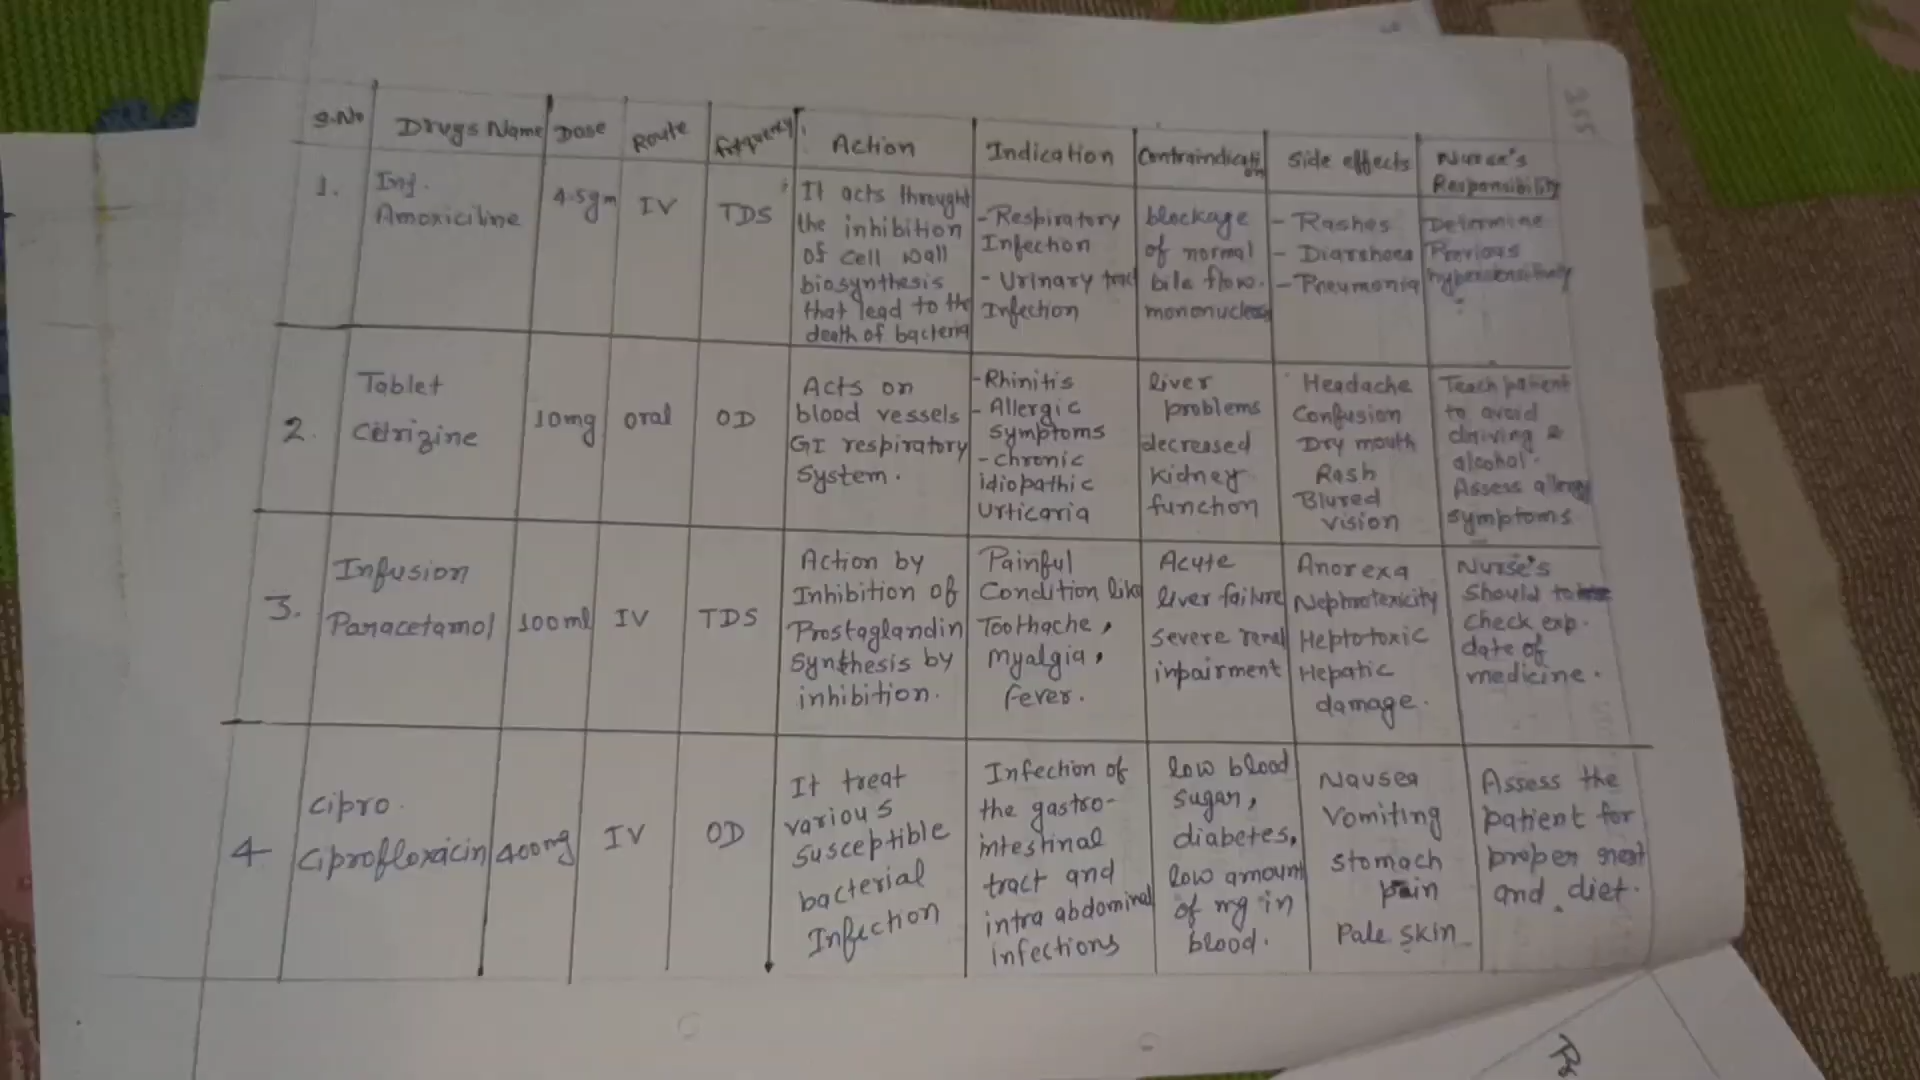 S.No Drugs Name Dose Route frequency Action Indication Contraindication Side effects Nurse's Responsibility
1. Inj. Amoxiciline 4.5gm IV TDS
It acts throught
the inhibition
of cell wall
biosynthesis
that lead to the
death of bacteria
- Respiratory
Infection
- Urinary tract
Infection
blockage
of normal
bile flow.
mononucleosis
- Rashes
- Diarrhoea
- Pneumonia
Determine
Previous
hypersensitivity
2. Tablet Citrizine 10mg oral OD
Acts on
blood vessels
GI respiratory
System.
- Rhinitis
- Allergic
symptoms
- chronic
idiopathic
Urticaria
liver
problems
decreased
kidney
function
Headache
Confusion
Dry mouth
Rash
Blured
vision
Teach patient
to avoid
driving &
alcohol.
Assess allergy
symptoms
3. Infusion Paracetamol 100ml IV TDS
Action by
Inhibition of
Prostaglandin
Synthesis by
inhibition.
Painful
Condition like
Toothache,
Myalgia,
fever.
Acute
liver failure
severe renal
impairment
Anorexa
Nephrotoxicity
Heptotoxic
Hepatic
damage.
Nurse's
Should to
check exp.
date of
medicine.
4 Cipro. Ciprofloxacin 400mg IV OD
It treat
various
susceptible
bacterial
Infection
Infection of
the gastro-
intestinal
tract and
intra abdominal
infections
low blood
sugar,
diabetes,
low amount
of mg in
blood.
Nausea
Vomiting
Stomach
pain
Pale skin
Assess the
patient for
proper rest
and diet.